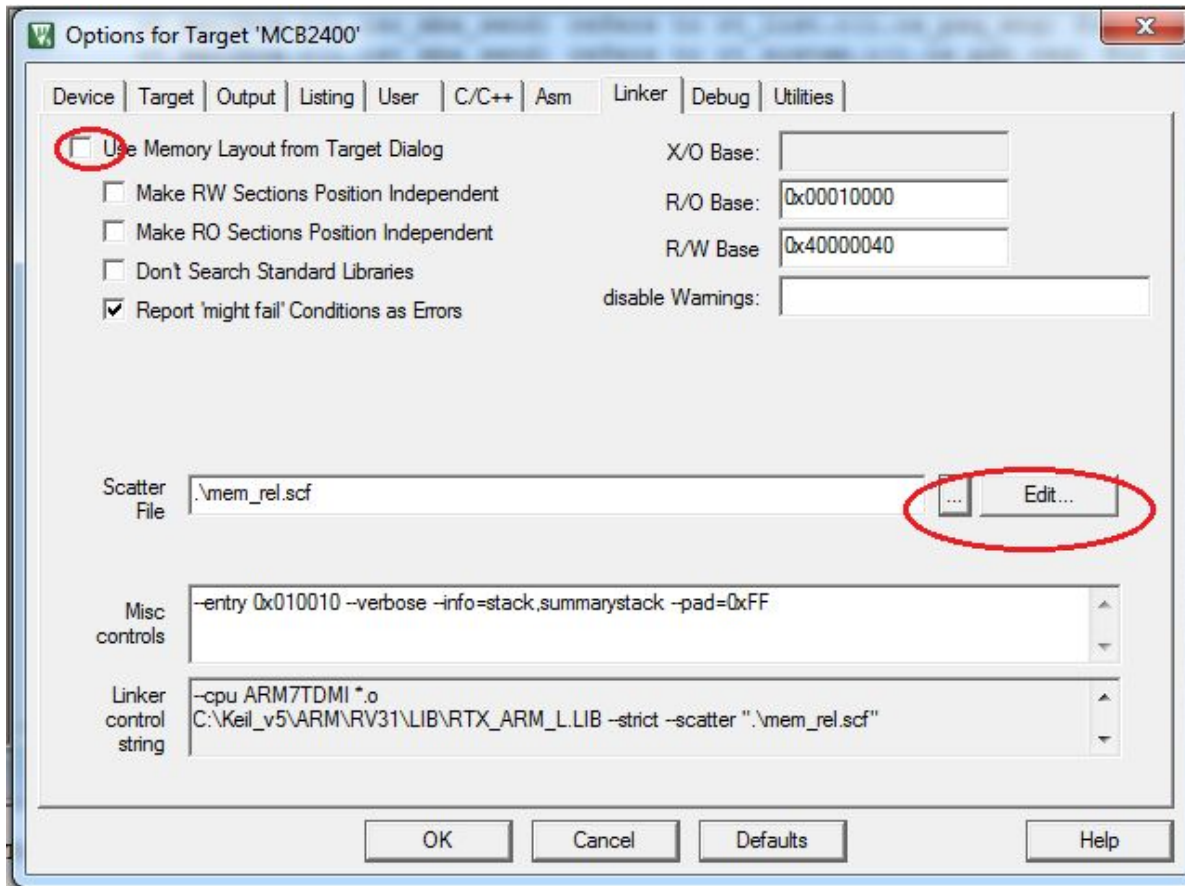 Options for Target 'MCB2400'
Device Target Output Listing User C/C++ Asm Linker Debug Utilities
Use Memory Layout from Target Dialog
Make RW Sections Position Independent
Make RO Sections Position Independent
Don't Search Standard Libraries
Report 'might fail' Conditions as Errors
X/O Base:
R/O Base: 0x00010000
R/W Base 0x40000040
disable Warnings:
Scatter
File
.\mem_rel.scf
... Edit...
Misc
controls
--entry 0x010010 --verbose --info=stack,summarystack --pad=0xFF
Linker
control
string
--cpu ARM7TDMI *.o
C:\Keil_v5\ARM\RV31\LIB\RTX_ARM_L.LIB --strict --scatter ".\mem_rel.scf"
OK Cancel Defaults Help